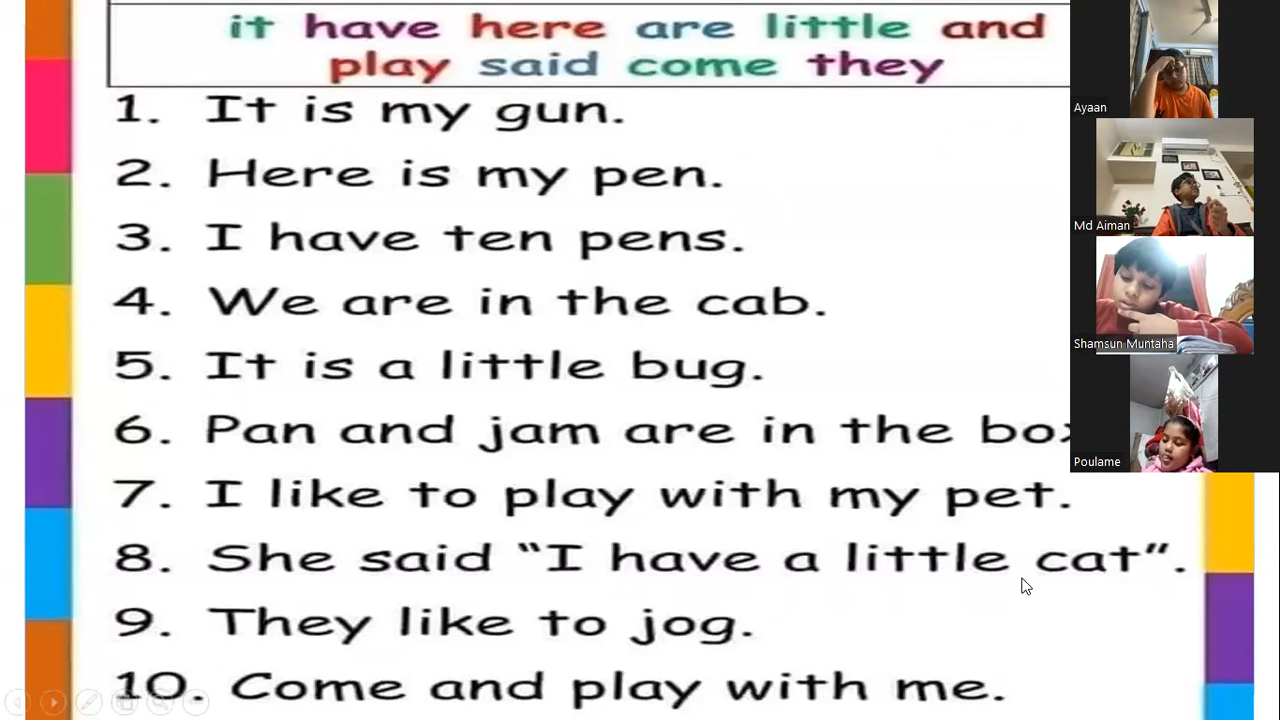 it have here are little and
play said come they
1. It is my gun.
2. Here is my pen.
3. I have ten pens.
4. We are in the cab.
5. It is a little bug.
6. Pan and jam are in the
7. I like to play with my pet.
8. She said “I have a little cat”.
9. They like to jog.
10. Come and play with me.
Ayaan
Md Aiman
Shamsun Muntaha
Poulame